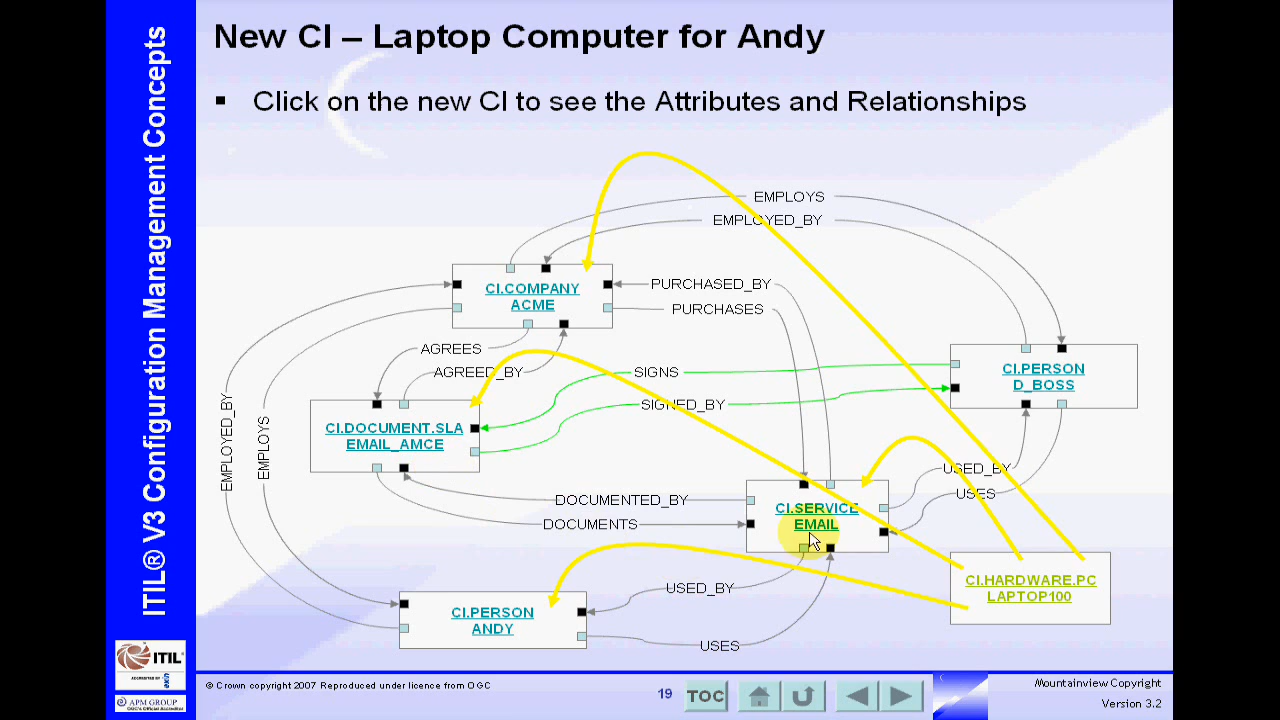 New CI – Laptop Computer for Andy
Click on the new CI to see the Attributes and Relationships
ITIL® V3 Configuration Management Concepts
EMPLOYS
EMPLOYED_BY
CI.COMPANY
ACME
PURCHASED_BY
PURCHASES
AGREES
AGREED_BY
SIGNS
SIGNED_BY
CI.PERSON
D_BOSS
EMPLOYED_BY
EMPLOYS
CI.DOCUMENT.SLA
EMAIL_AMCE
USED_BY
USES
DOCUMENTED_BY
DOCUMENTS
CI.SERVICE
EMAIL
CI.HARDWARE.PC
LAPTOP100
USED_BY
USES
CI.PERSON
ANDY
ITIL®
ACCREDITED BY
APM GROUP
© Crown copyright 2007 Reproduced under licence from OGC
19
TOC
Mountainview Copyright
Version 3.2